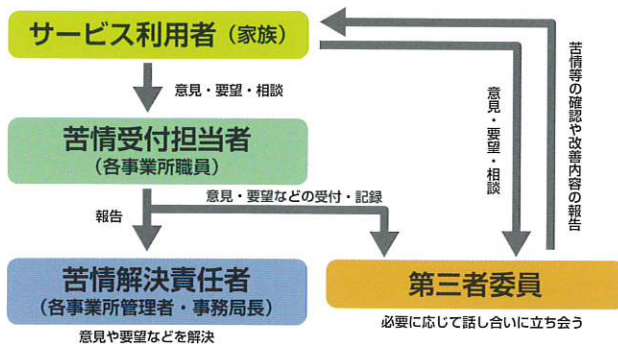 サービス利用者（家族）
意見・要望・相談
苦情受付担当者
（各事業所職員）
意見・要望などの受付・記録
報告
苦情解決責任者
（各事業所管理者・事務局長）
意見や要望などを解決
意見・要望・相談
苦情等の確認や改善内容の報告
第三者委員
必要に応じて話し合いに立ち会う